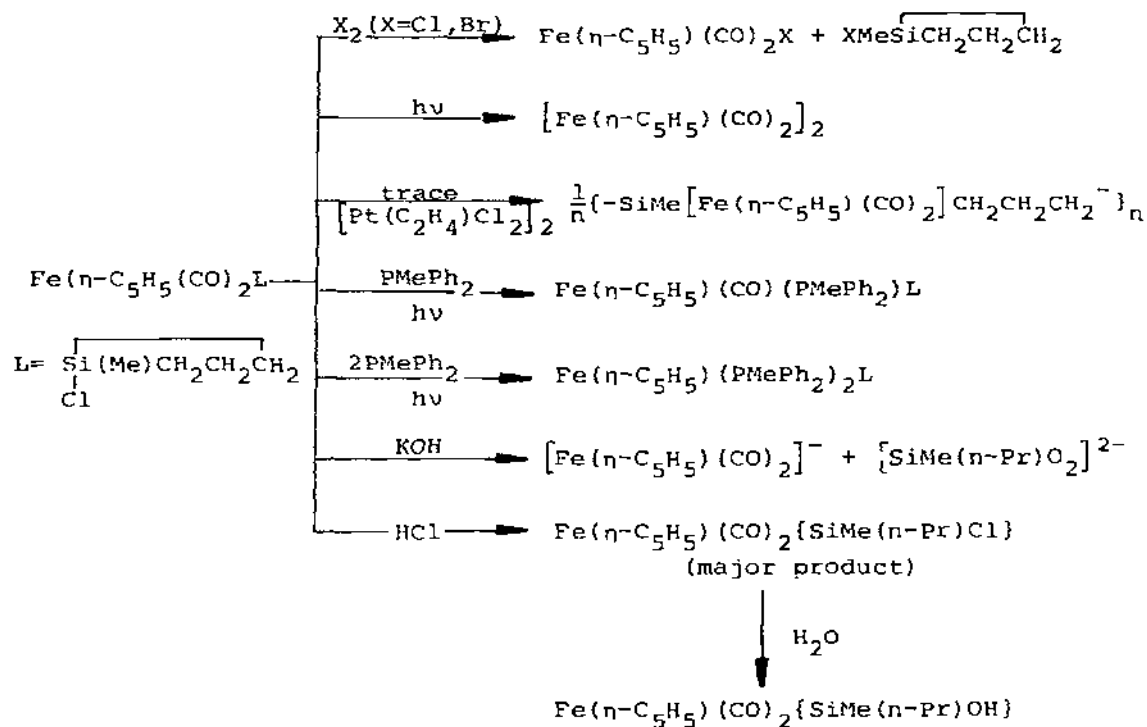 X₂(X=Cl,Br)
Fe(η-C₅H₅)(CO)₂X + XMeSiCH₂CH₂CH₂
hν
[Fe(η-C₅H₅)(CO)₂]₂
trace
[Pt(C₂H₄)Cl₂]₂
1/n{-SiMe[Fe(η-C₅H₅)(CO)₂]CH₂CH₂CH₂⁻}ₙ
Fe(η-C₅H₅(CO)₂L
PMePh₂
hν
Fe(η-C₅H₅)(CO)(PMePh₂)L
L= Si(Me)CH₂CH₂CH₂
Cl
2PMePh₂
hν
Fe(η-C₅H₅)(PMePh₂)₂L
KOH
[Fe(η-C₅H₅)(CO)₂]⁻ + [SiMe(n-Pr)O₂]²⁻
HCl
Fe(η-C₅H₅)(CO)₂{SiMe(n-Pr)Cl}
(major product)
H₂O
Fe(η-C₅H₅)(CO)₂{SiMe(n-Pr)OH}